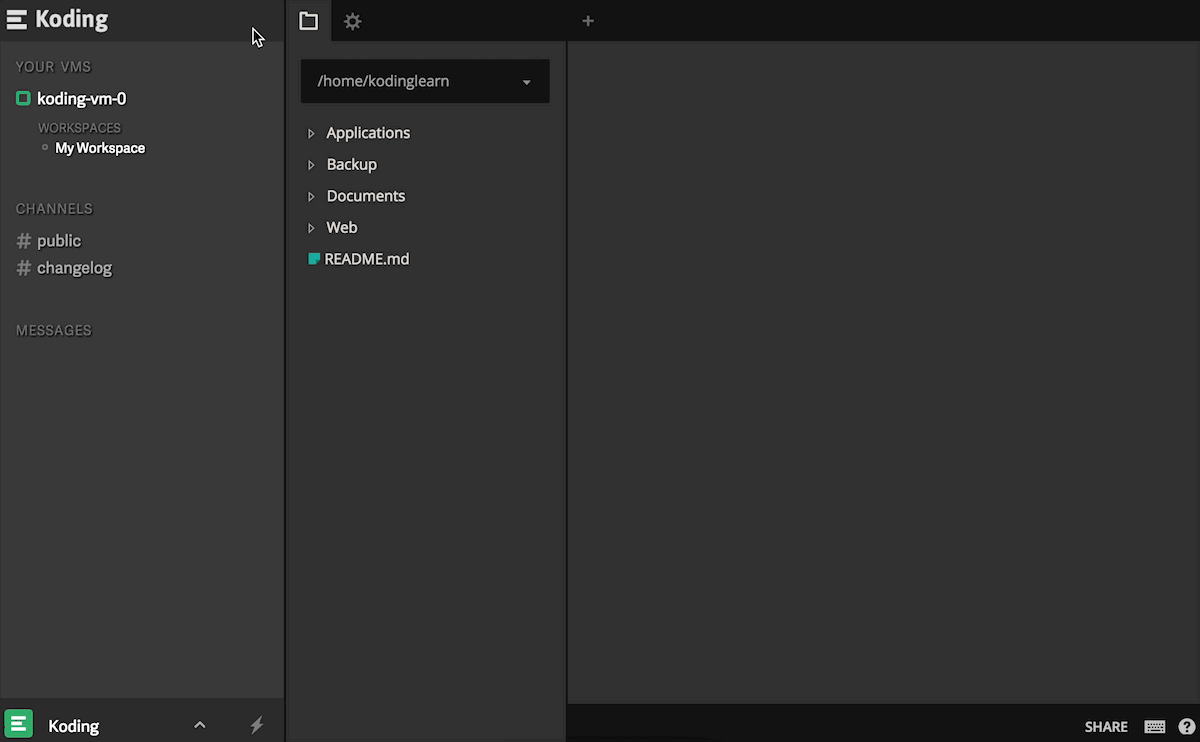 Koding
YOUR VMS
koding-vm-0
WORKSPACES
My Workspace
CHANNELS
# public
# changelog
MESSAGES
Koding
/home/kodinglearn
Applications
Backup
Documents
Web
README.md
+
SHARE
?